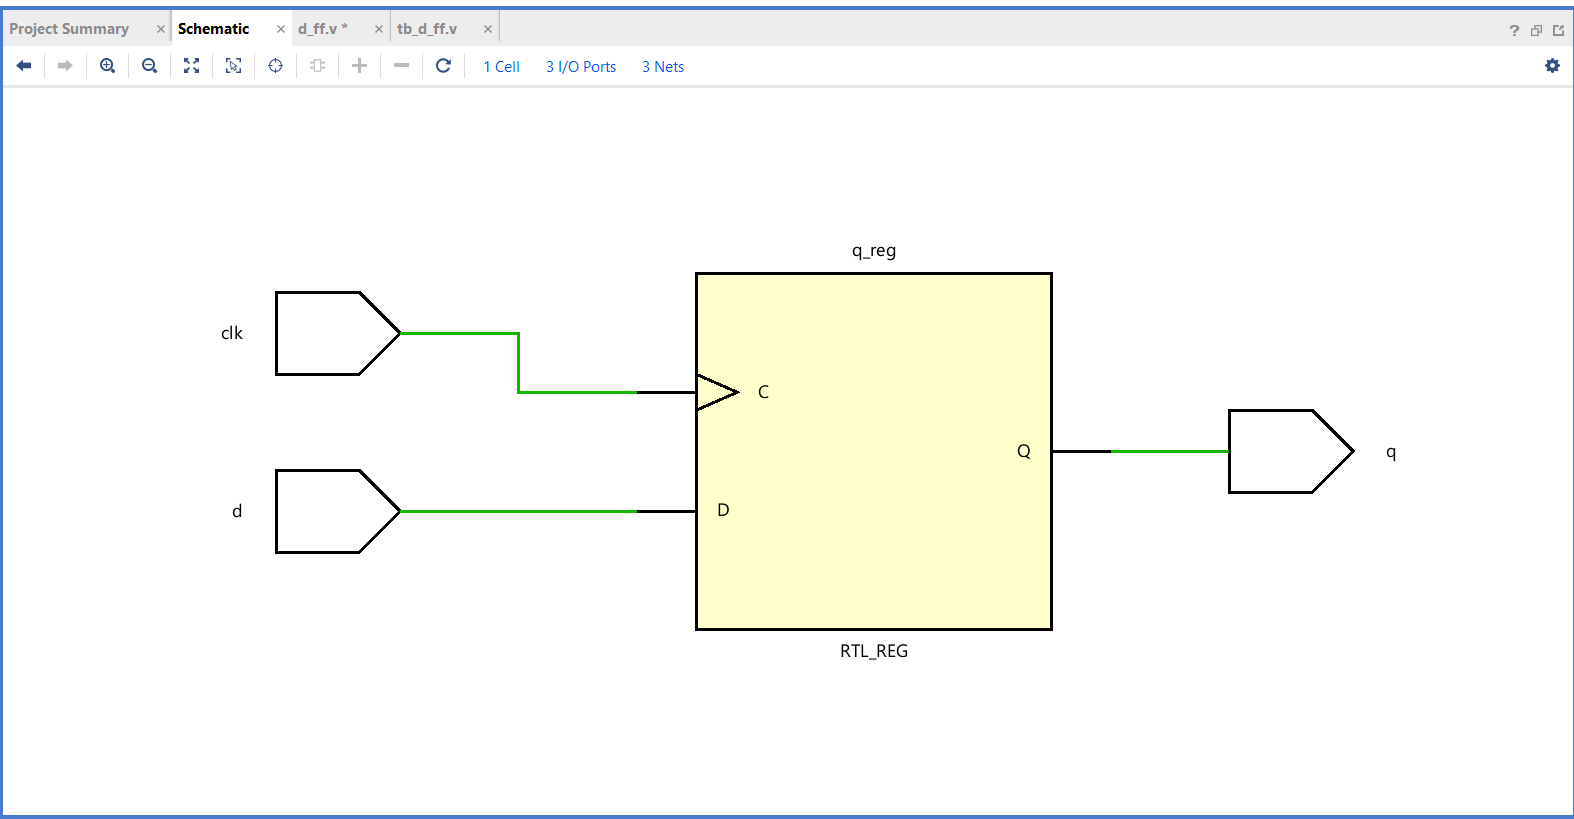 Project Summary × Schematic × d_ff.v * × tb_d_ff.v × ?
1 Cell 3 I/O Ports 3 Nets
q_reg
clk
C
Q
q
d
D
RTL_REG